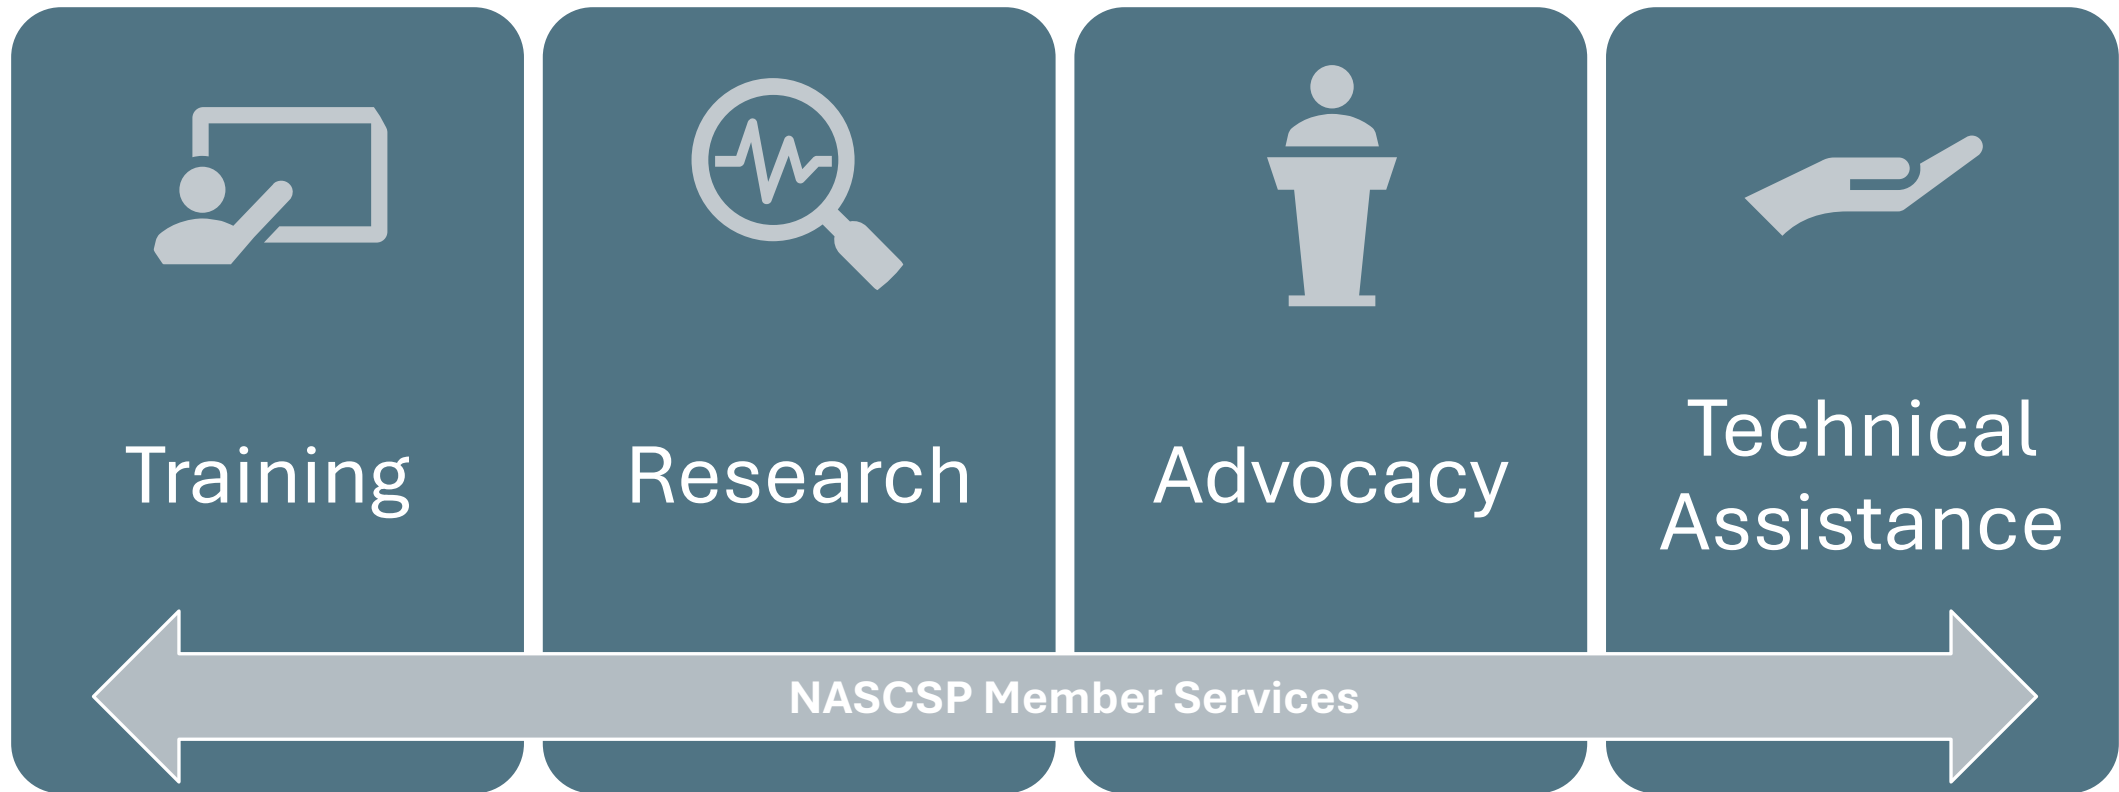 Training
Research
Advocacy
Technical
Assistance
NASCSP Member Services